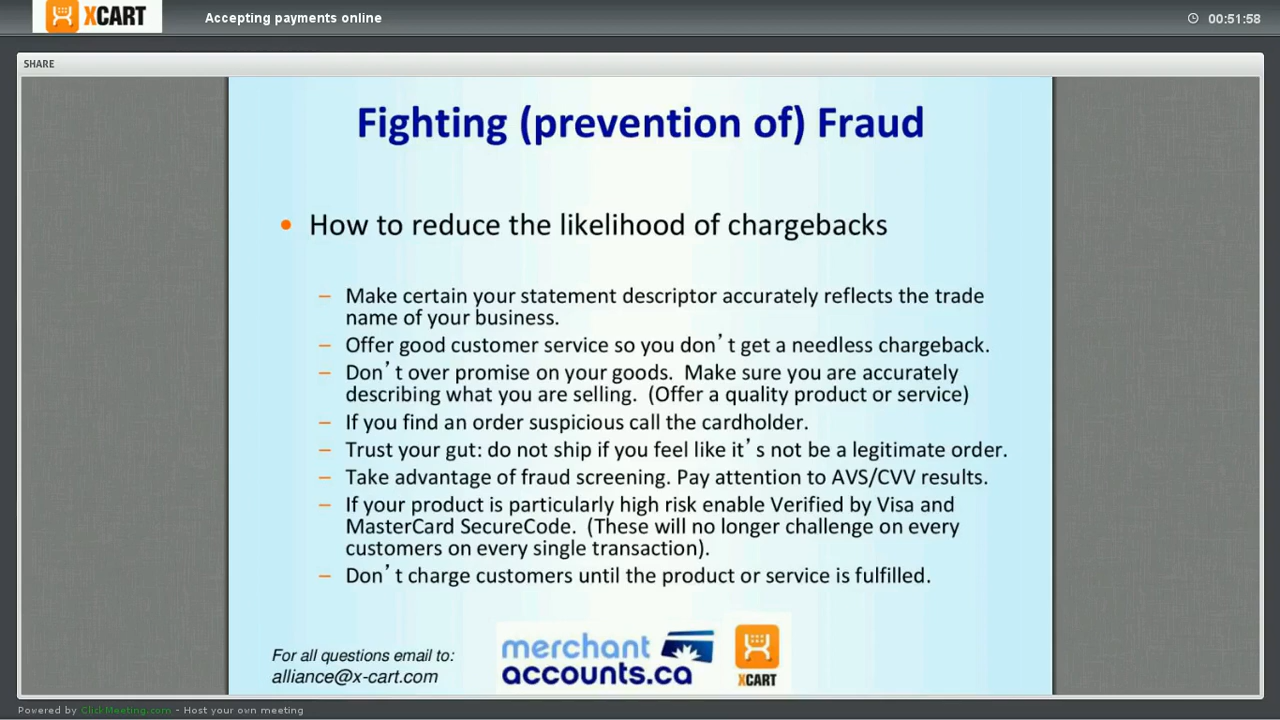 XCART
Accepting payments online
00:51:58
SHARE
Fighting (prevention of) Fraud
• How to reduce the likelihood of chargebacks
– Make certain your statement descriptor accurately reflects the trade
name of your business.
– Offer good customer service so you don't get a needless chargeback.
– Don't over promise on your goods.  Make sure you are accurately
describing what you are selling.  (Offer a quality product or service)
– If you find an order suspicious call the cardholder.
– Trust your gut: do not ship if you feel like it's not be a legitimate order.
– Take advantage of fraud screening. Pay attention to AVS/CVV results.
– If your product is particularly high risk enable Verified by Visa and
MasterCard SecureCode.  (These will no longer challenge on every
customers on every single transaction).
– Don't charge customers until the product or service is fulfilled.
For all questions email to:
alliance@x-cart.com
merchant
accounts.ca
XCART
Powered by ClickMeeting.com - Host your own meeting